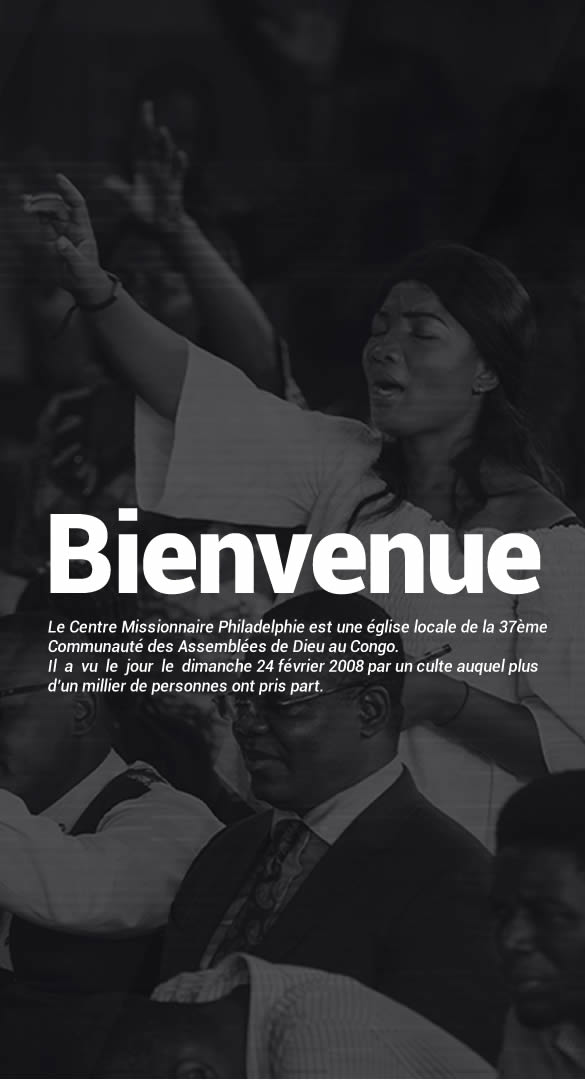 Bienvenue
Le Centre Missionnaire Philadelphie est une église locale de la 37ème
Communauté des Assemblées de Dieu au Congo.
Il a vu le jour le dimanche 24 février 2008 par un culte auquel plus
d'un millier de personnes ont pris part.